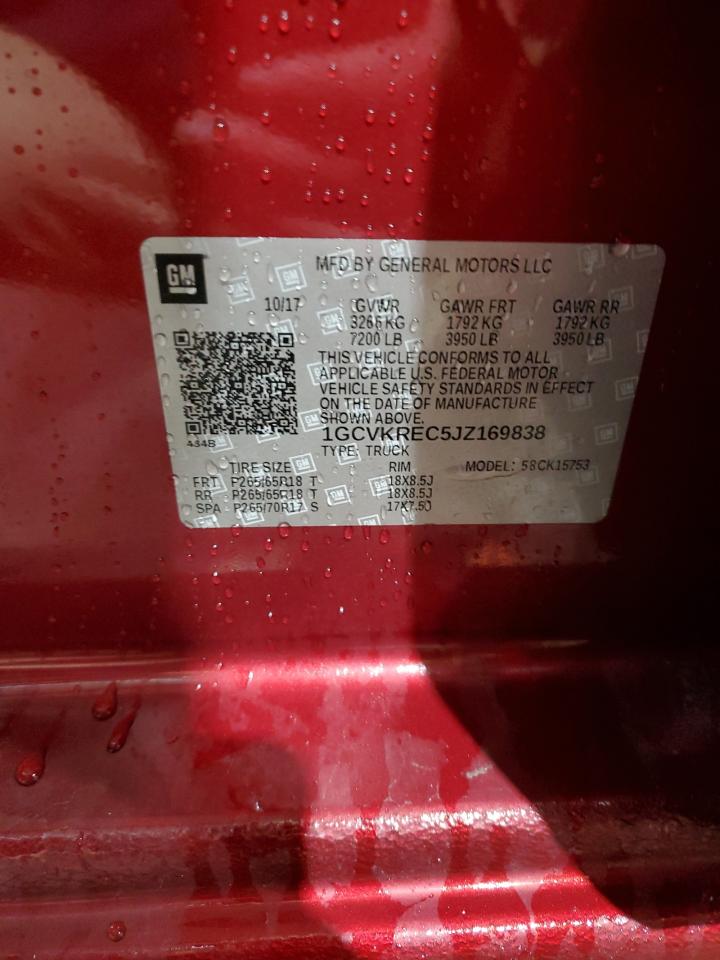 GM
MFD BY GENERAL MOTORS LLC
10/17 GVWR GAWR FRT GAWR RR
3266 KG 1792 KG 1792 KG
7200 LB 3950 LB 3950 LB
THIS VEHICLE CONFORMS TO ALL
APPLICABLE U.S. FEDERAL MOTOR
VEHICLE SAFETY STANDARDS IN EFFECT
ON THE DATE OF MANUFACTURE
SHOWN ABOVE.
434B
1GCVKREC5JZ169838
TYPE: TRUCK
TIRE SIZE RIM MODEL: 58CK15753
FRT P265/65R18 T 18X8.5J
RR P265/65R18 T 18X8.5J
SPA P265/70R17 S 17X7.5J